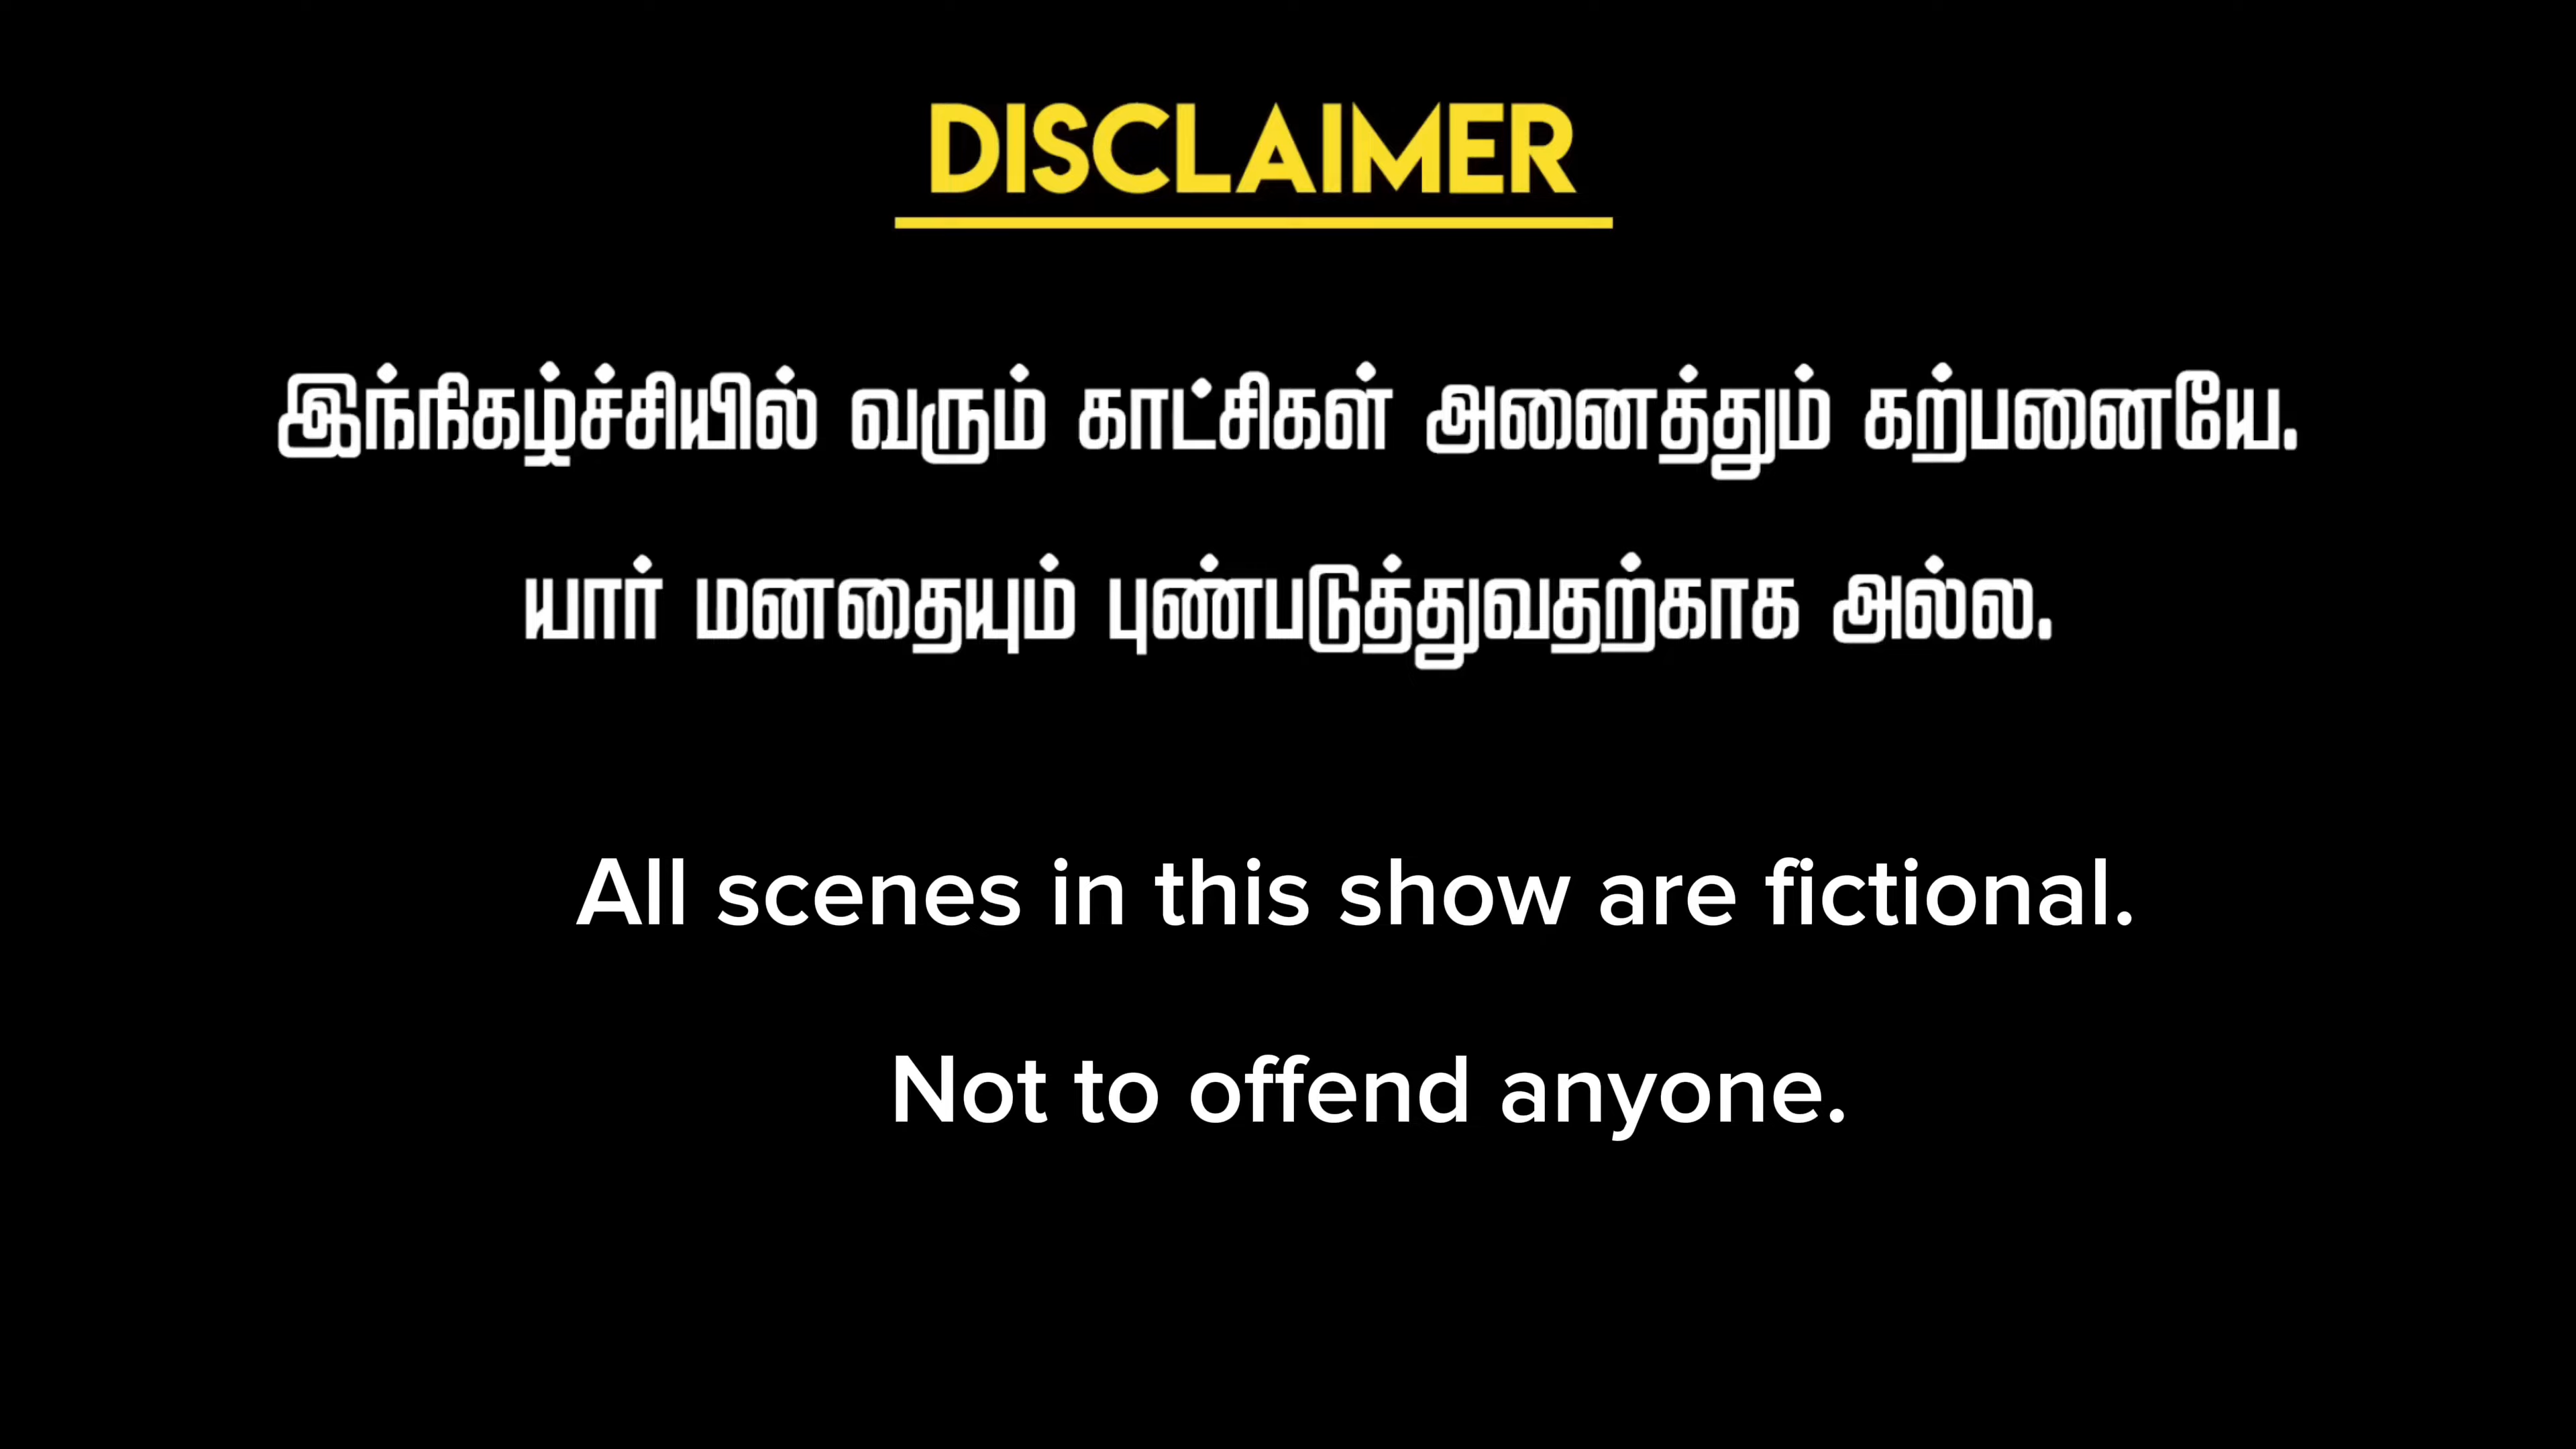 DISCLAIMER
இந்நிகழ்ச்சியில் வரும் காட்சிகள் அனைத்தும் கற்பனையே.
யார் மனதையும் புண்படுத்துவதற்காக அல்ல.
All scenes in this show are fictional.
Not to offend anyone.